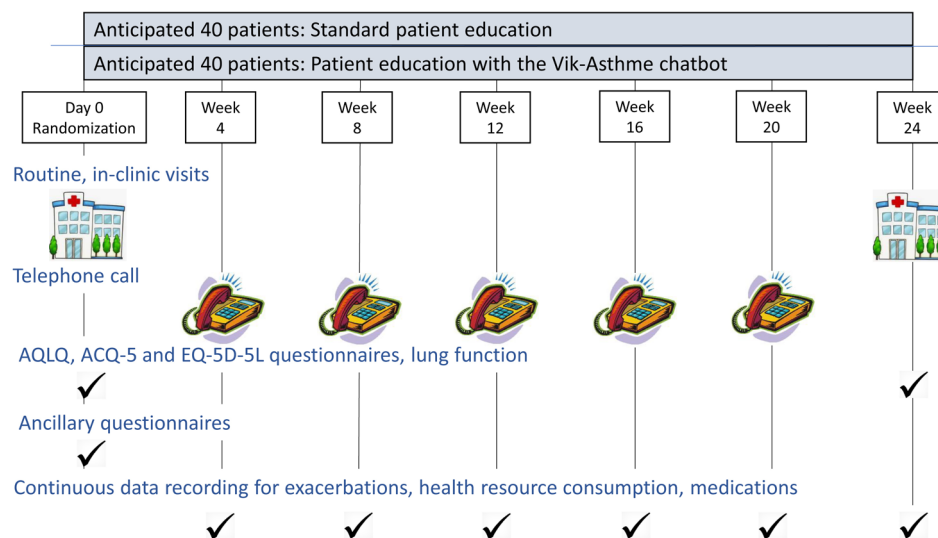 Anticipated 40 patients: Standard patient education
Anticipated 40 patients: Patient education with the Vik-Asthme chatbot
Day 0
Randomization
Week
4
Week
8
Week
12
Week
16
Week
20
Week
24
Routine, in-clinic visits
Telephone call
AQLQ, ACQ-5 and EQ-5D-5L questionnaires, lung function
Ancillary questionnaires
Continuous data recording for exacerbations, health resource consumption, medications